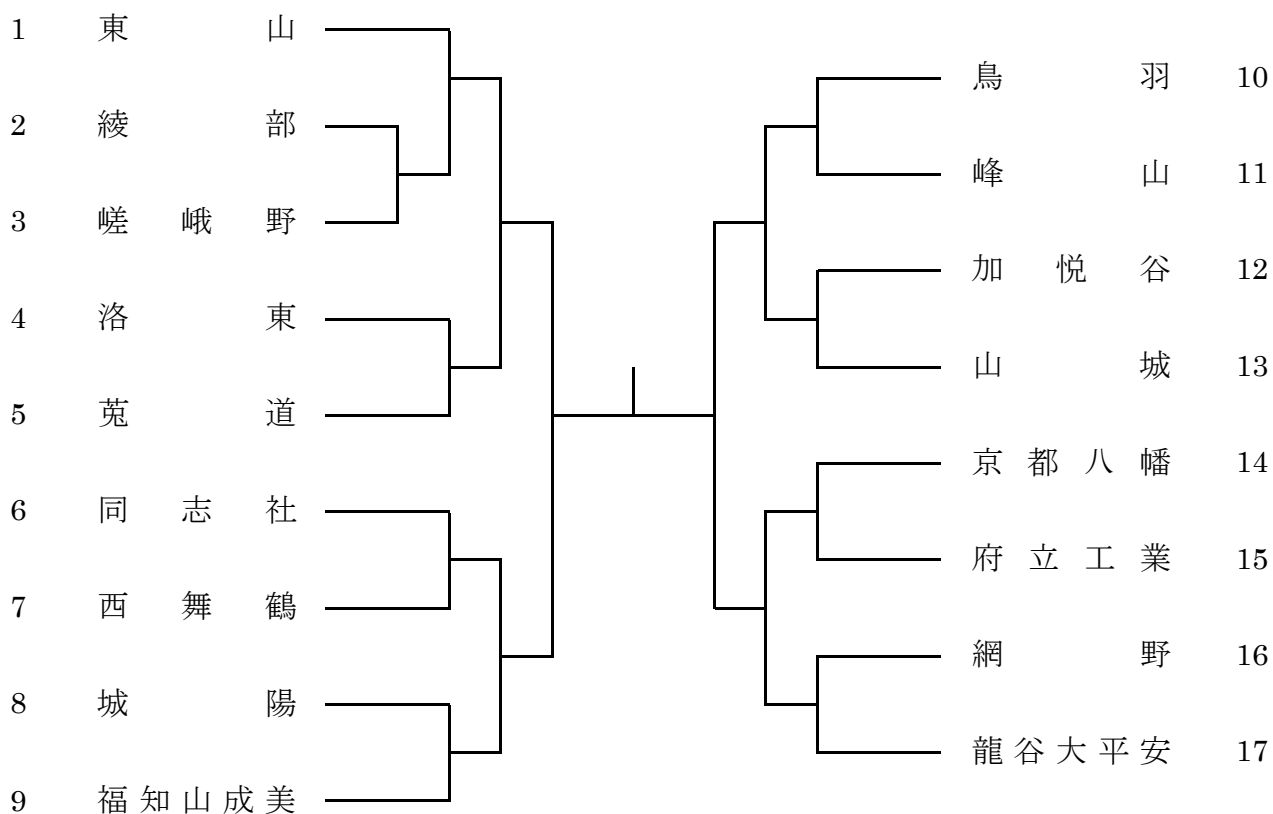 1 東山
2 綾部
3 嵯峨野
4 洛東
5 莵道
6 同志社
7 西舞鶴
8 城陽
9 福知山成美
鳥羽 10
峰山 11
加悦谷 12
山城 13
京都八幡 14
府立工業 15
網野 16
龍谷大平安 17